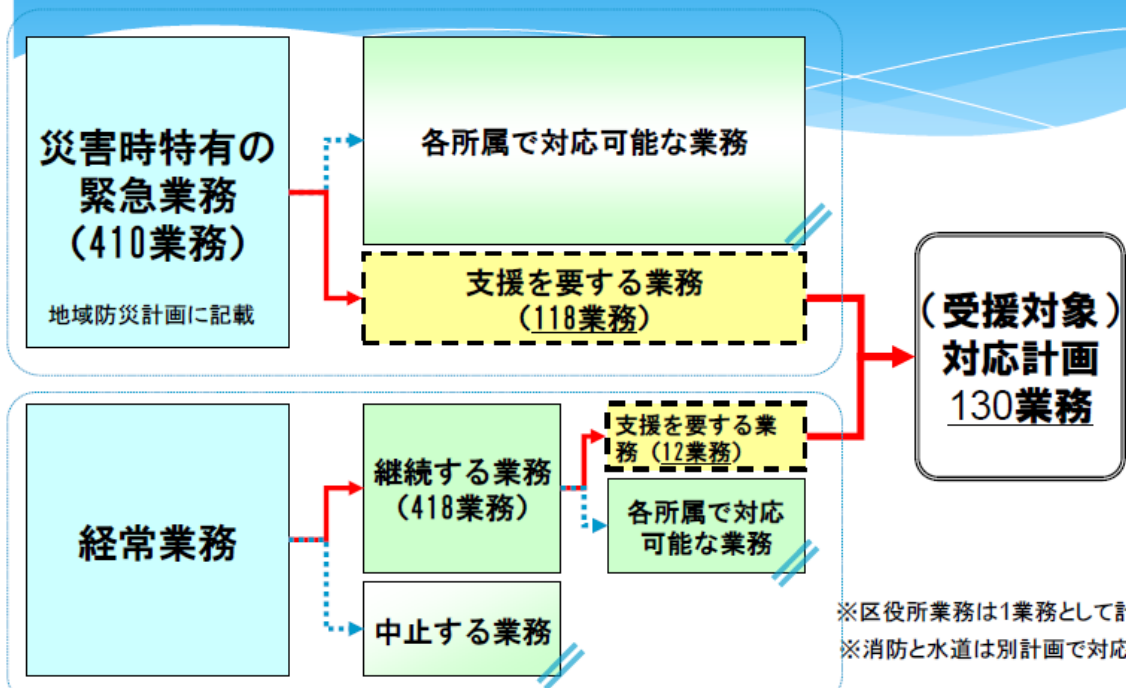 災害時特有の
緊急業務
（410業務）
地域防災計画に記載
各所属で対応可能な業務
支援を要する業務
（118業務）
（受援対象）
対応計画
130業務
経常業務
継続する業務
（418業務）
支援を要する業
務（12業務）
各所属で対応
可能な業務
中止する業務
※区役所業務は1業務として計
※消防と水道は別計画で対応